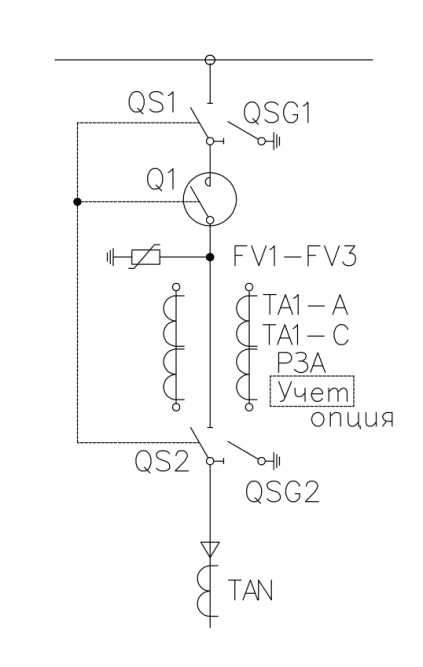 QS1
QSG1
Q1
FV1-FV3
TA1-A
TA1-C
РЗА
Учет
опция
QS2
QSG2
TAN